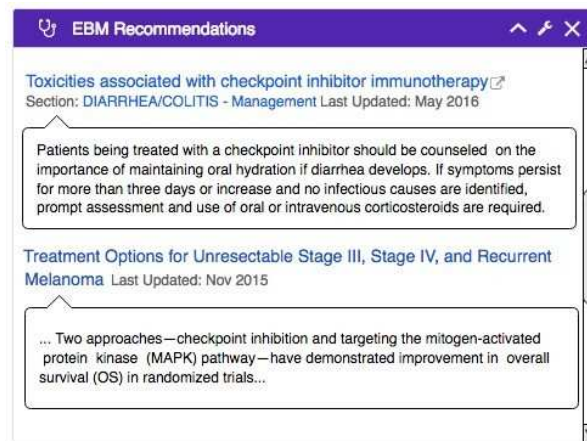 EBM Recommendations
Toxicities associated with checkpoint inhibitor immunotherapy
Section: DIARRHEA/COLITIS - Management Last Updated: May 2016
Patients being treated with a checkpoint inhibitor should be counseled on the
importance of maintaining oral hydration if diarrhea develops. If symptoms persist
for more than three days or increase and no infectious causes are identified,
prompt assessment and use of oral or intravenous corticosteroids are required.
Treatment Options for Unresectable Stage III, Stage IV, and Recurrent
Melanoma Last Updated: Nov 2015
... Two approaches—checkpoint inhibition and targeting the mitogen-activated
protein kinase (MAPK) pathway—have demonstrated improvement in overall
survival (OS) in randomized trials...